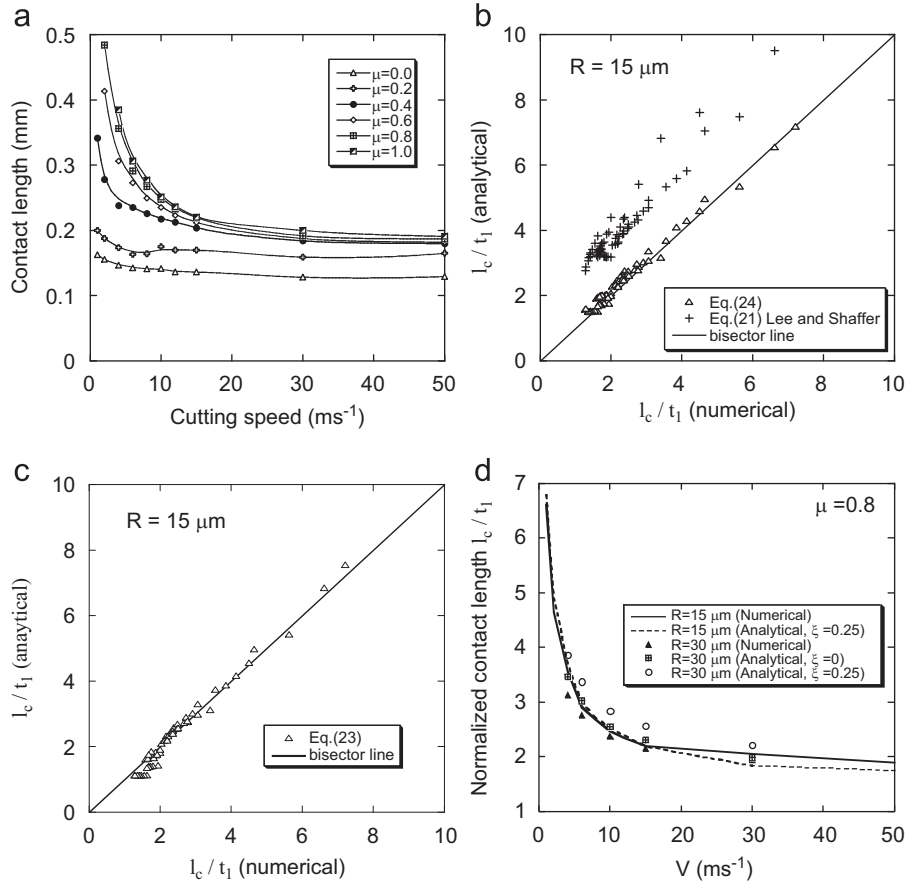 a
0.5
0.4
0.3
0.2
0.1
0
Contact length (mm)
μ=0.0
μ=0.2
μ=0.4
μ=0.6
μ=0.8
μ=1.0
0 10 20 30 40 50
Cutting speed (ms-1)
b
10
8
6
4
2
0
lc / t1 (analytical)
R = 15 μm
Eq.(24)
Eq.(21) Lee and Shaffer
bisector line
0 2 4 6 8 10
lc / t1 (numerical)
c
10
8
6
4
2
0
lc / t1 (anaytical)
R = 15 μm
Eq.(23)
bisector line
0 2 4 6 8 10
lc / t1 (numerical)
d
7
6
5
4
3
2
1
Normalized contact length lc / t1
μ =0.8
R=15 μm (Numerical)
R=15 μm (Analytical, ξ =0.25)
R=30 μm (Numerical)
R=30 μm (Analytical, ξ=0)
R=30 μm (Analytical, ξ=0.25)
0 10 20 30 40 50
V (ms-1)